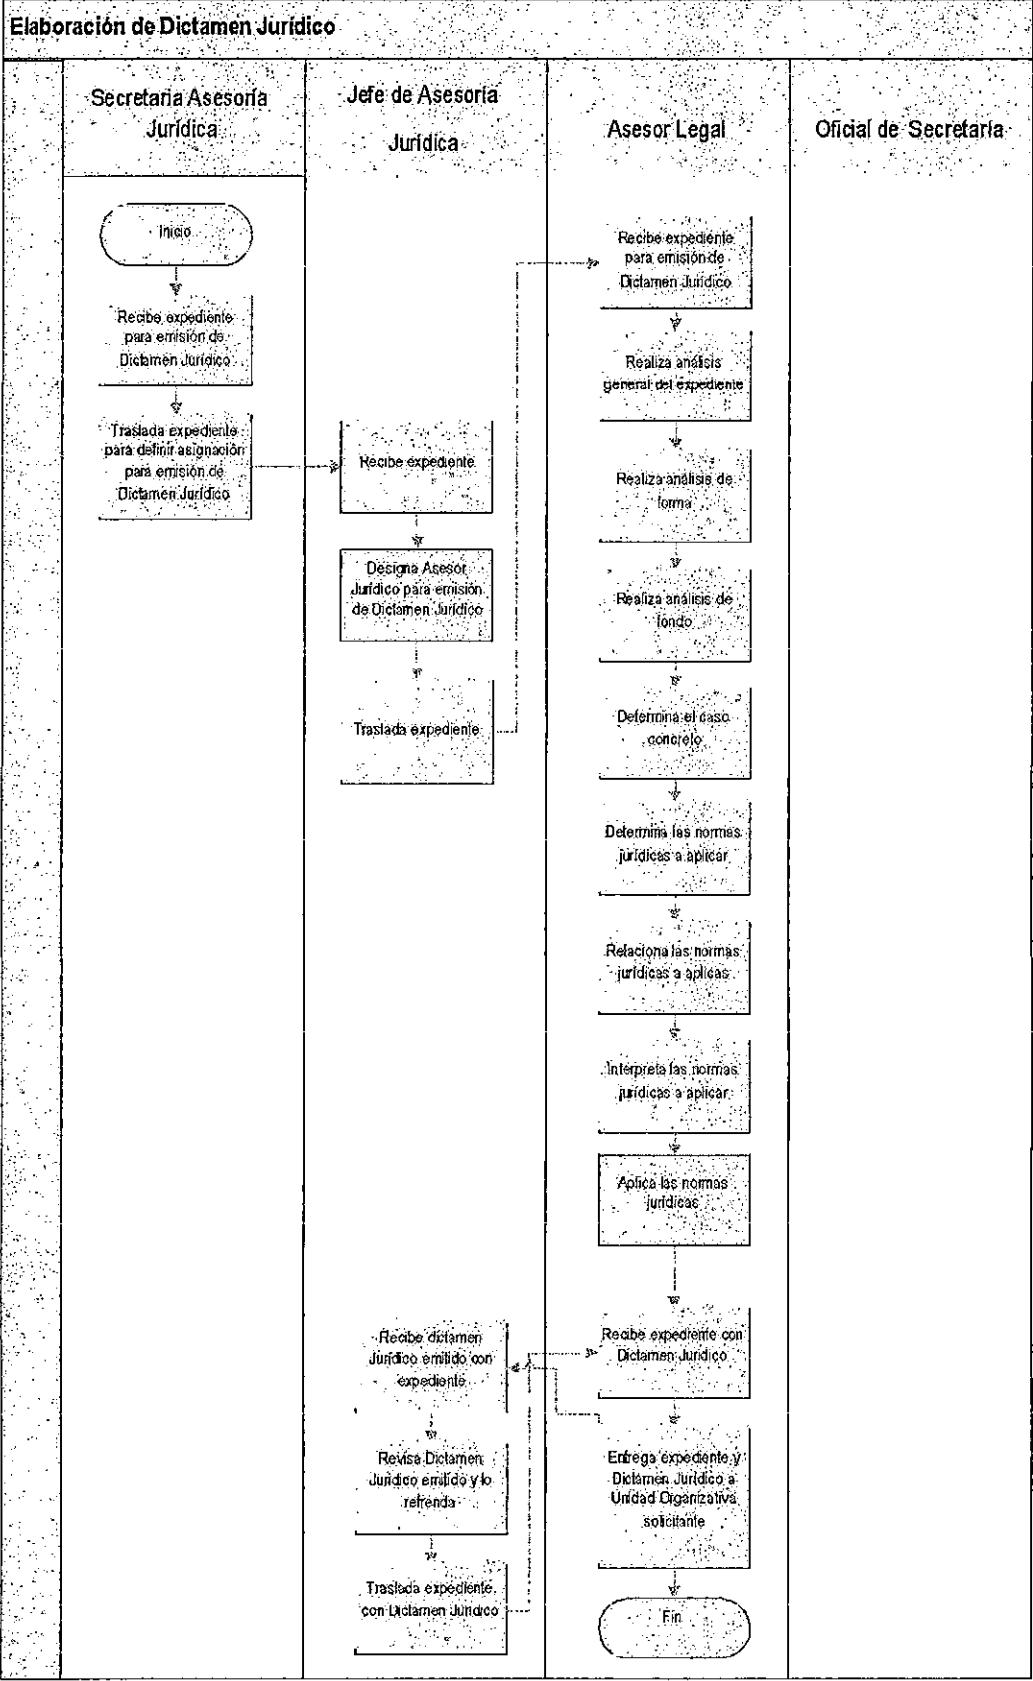 Elaboración de Dictamen Jurídico
Secretaria Asesoría
Jurídica
Jefe de Asesoría
Jurídica
Asesor Legal
Oficial de Secretaría
Inicio
Recibe expediente
para emisión de
Dictamen Jurídico
Traslada expediente
para definir asignación
para emisión de
Dictamen Jurídico
Recibe expediente
Designa Asesor
Jurídico para emisión
de Dictamen Jurídico
Traslada expediente
Recibe expediente
para emisión de
Dictamen Jurídico
Realiza análisis
general del expediente
Realiza análisis de
forma
Realiza análisis de
fondo
Determina el caso
concreto
Determina las normas
jurídicas a aplicar
Relaciona las normas
jurídicas a aplicas
Interpreta las normas
jurídicas a aplicar
Aplica las normas
jurídicas
Recibe expediente con
Dictamen Jurídico
Entrega expediente y
Dictamen Jurídico a
Unidad Organizativa
solicitante
Fin
Recibe dictamen
Jurídico emitido con
expediente
Revisa Dictamen
Jurídico emitido y lo
refrenda
Traslada expediente
con Dictamen Jurídico